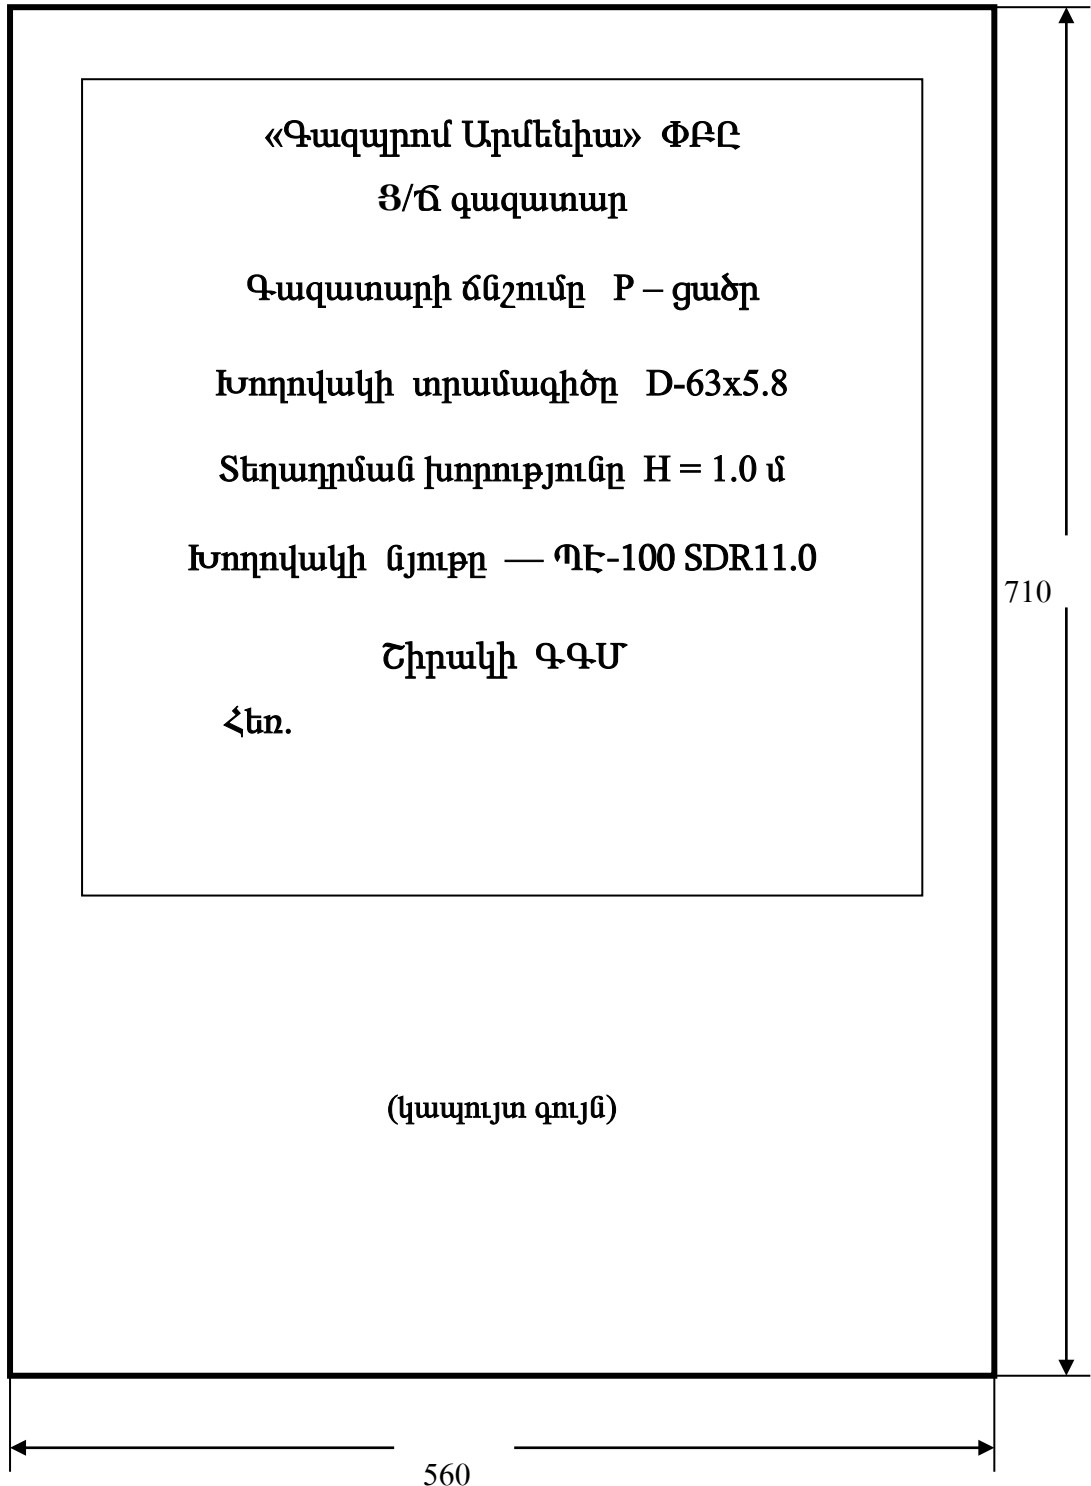 «Գազպրոմ Արմենիա» ՓԲԸ
Ց/Ճ գազատար
Գազատարի ճնշումը P – ցածր
Խողովակի տրամագիծը D-63x5.8
Տեղադրման խորությունը H = 1.0 մ
Խողովակի նյութը — ՊԷ-100 SDR11.0
710
Շիրակի ԳԳՄ
Հեռ.
(կապույտ գույն)
560